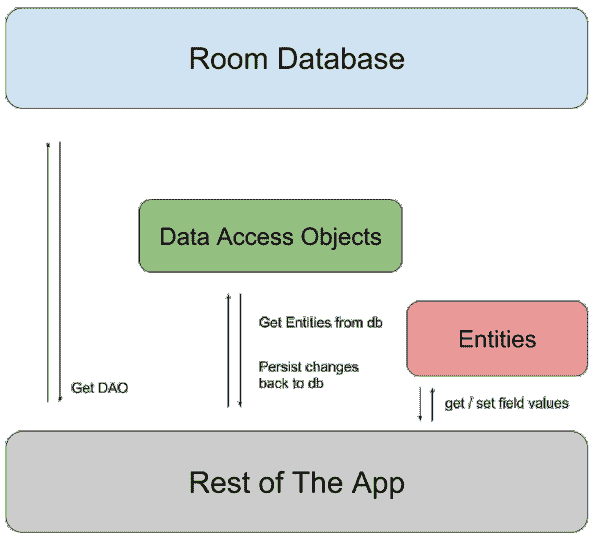 Room Database
Data Access Objects
Get Entities from db
Persist changes
back to db
Entities
Get DAO
get / set field values
Rest of The App